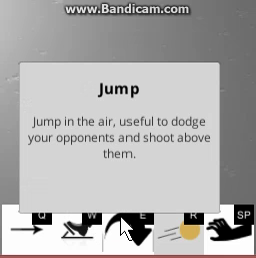 www.Bandicam.com
Jump
Jump in the air, useful to dodge
your opponents and shoot above
them.
Q W E R SP